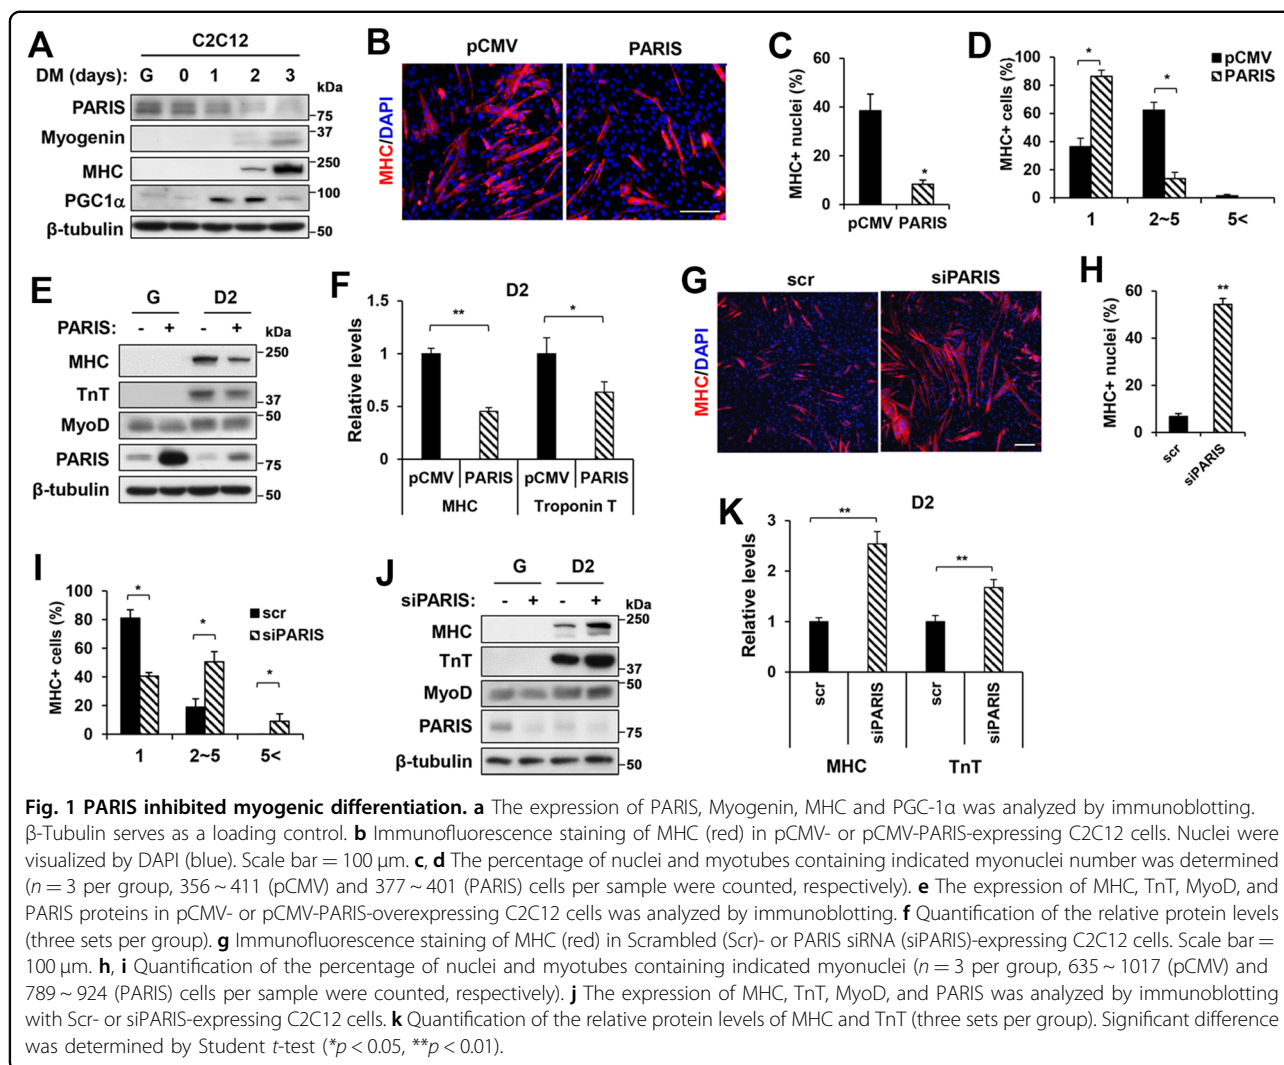 A
C2C12
DM (days): G 0 1 2 3
kDa
PARIS
75
Myogenin
37
MHC
250
PGC1α
100
β-tubulin
50
B
pCMV PARIS
MHC/DAPI
C
MHC+ nuclei (%)
60
40
20
0
*
pCMV PARIS
D
MHC+ cells (%)
100
80
60
40
20
0
* *
pCMV
PARIS
1 2~5 5<
E
G D2
PARIS: - + - +
kDa
MHC
250
TnT
37
MyoD
50
PARIS
75
β-tubulin
50
F
D2
Relative levels
1.5
1
0.5
0
** *
pCMV PARIS pCMV PARIS
MHC Troponin T
G
scr siPARIS
MHC/DAPI
H
MHC+ nuclei (%)
60
40
20
0
**
scr siPARIS
I
MHC+ cells (%)
100
80
60
40
20
0
* * *
scr
siPARIS
1 2~5 5<
J
G D2
siPARIS: - + - +
kDa
MHC
250
TnT
37
MyoD
50
PARIS
75
β-tubulin
50
K
D2
Relative levels
3
2
1
0
** **
scr siPARIS scr siPARIS
MHC TnT
Fig. 1 PARIS inhibited myogenic differentiation. a The expression of PARIS, Myogenin, MHC and PGC-1α was analyzed by immunoblotting.
β-Tubulin serves as a loading control. b Immunofluorescence staining of MHC (red) in pCMV- or pCMV-PARIS-expressing C2C12 cells. Nuclei were
visualized by DAPI (blue). Scale bar = 100 μm. c, d The percentage of nuclei and myotubes containing indicated myonuclei number was determined
(n = 3 per group, 356 ~ 411 (pCMV) and 377 ~ 401 (PARIS) cells per sample were counted, respectively). e The expression of MHC, TnT, MyoD, and
PARIS proteins in pCMV- or pCMV-PARIS-overexpressing C2C12 cells was analyzed by immunoblotting. f Quantification of the relative protein levels
(three sets per group). g Immunofluorescence staining of MHC (red) in Scrambled (Scr)- or PARIS siRNA (siPARIS)-expressing C2C12 cells. Scale bar =
100 μm. h, i Quantification of the percentage of nuclei and myotubes containing indicated myonuclei (n = 3 per group, 635 ~ 1017 (pCMV) and
789 ~ 924 (PARIS) cells per sample were counted, respectively). j The expression of MHC, TnT, MyoD, and PARIS was analyzed by immunoblotting
with Scr- or siPARIS-expressing C2C12 cells. k Quantification of the relative protein levels of MHC and TnT (three sets per group). Significant difference
was determined by Student t-test (*p < 0.05, **p < 0.01).